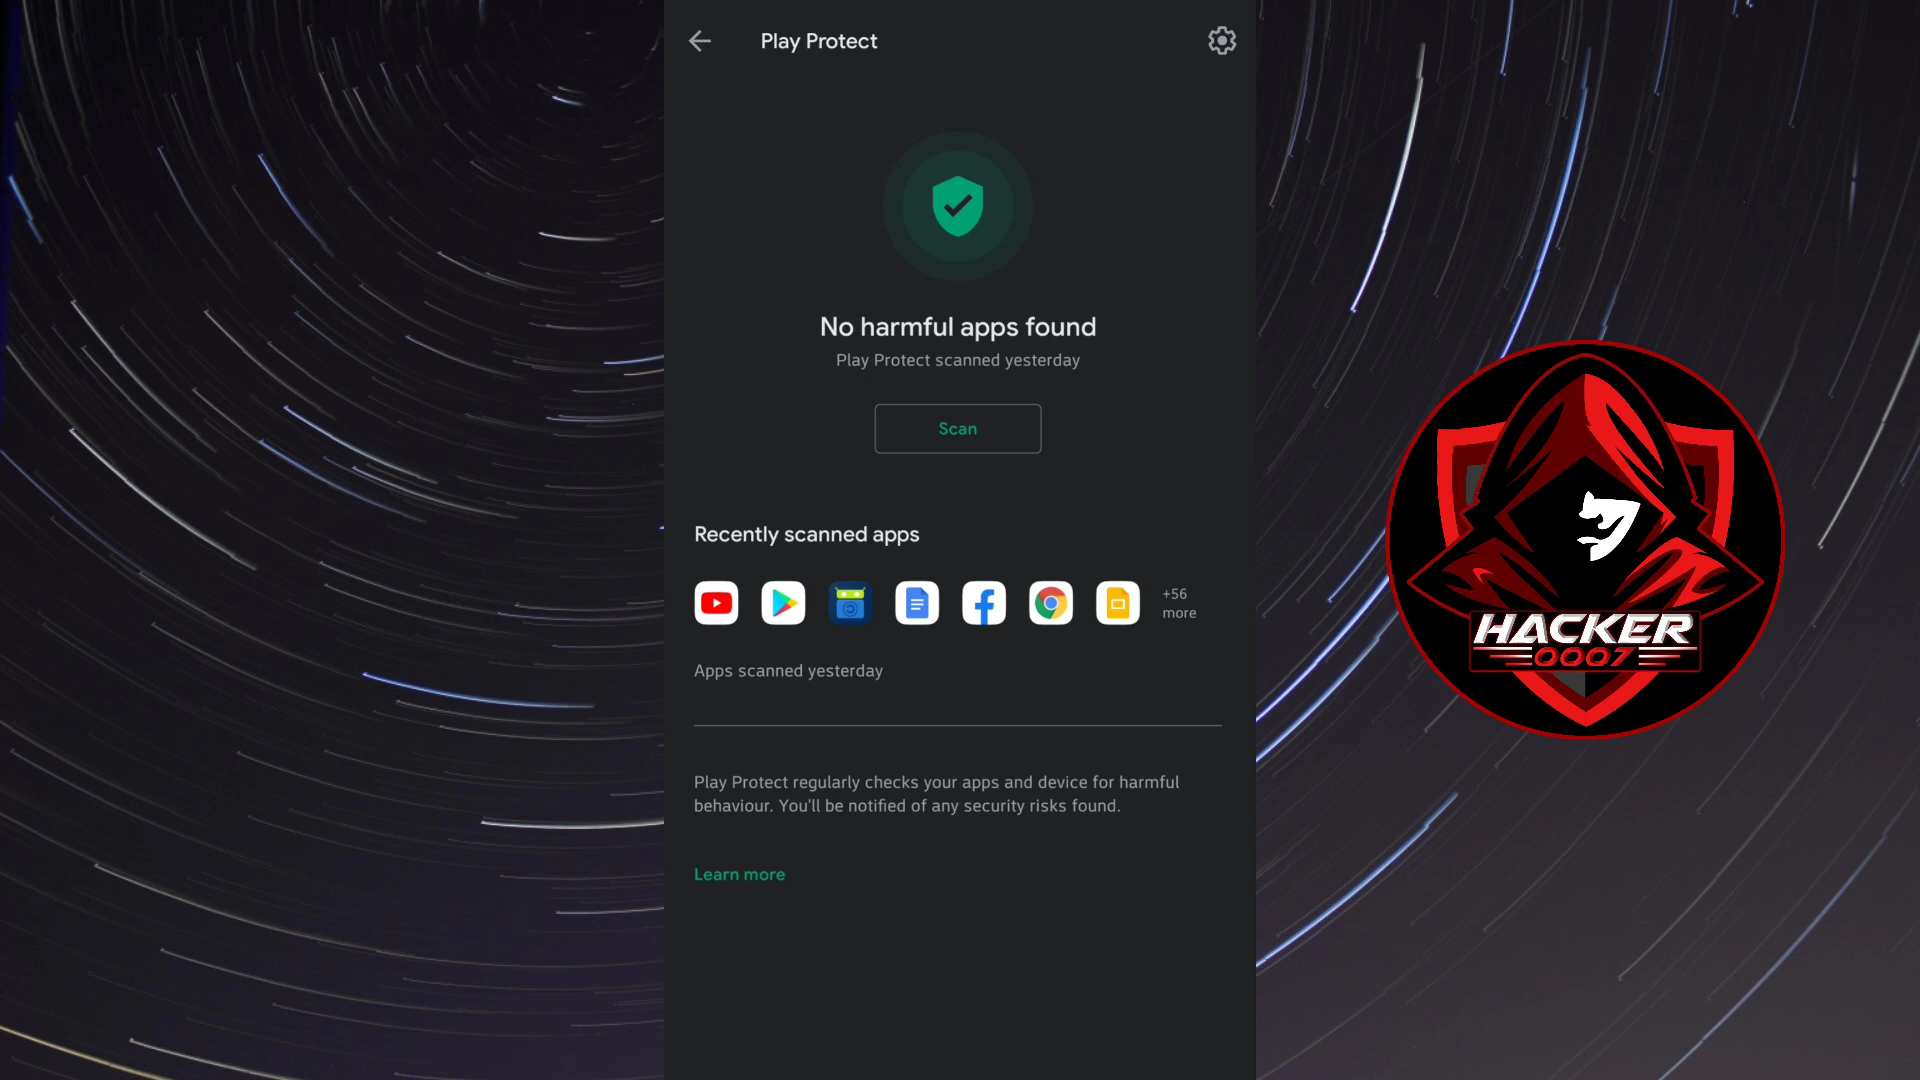 Play Protect
No harmful apps found
Play Protect scanned yesterday
Scan
Recently scanned apps
+56
more
Apps scanned yesterday
Play Protect regularly checks your apps and device for harmful
behaviour. You'll be notified of any security risks found.
Learn more
HACKER
0007